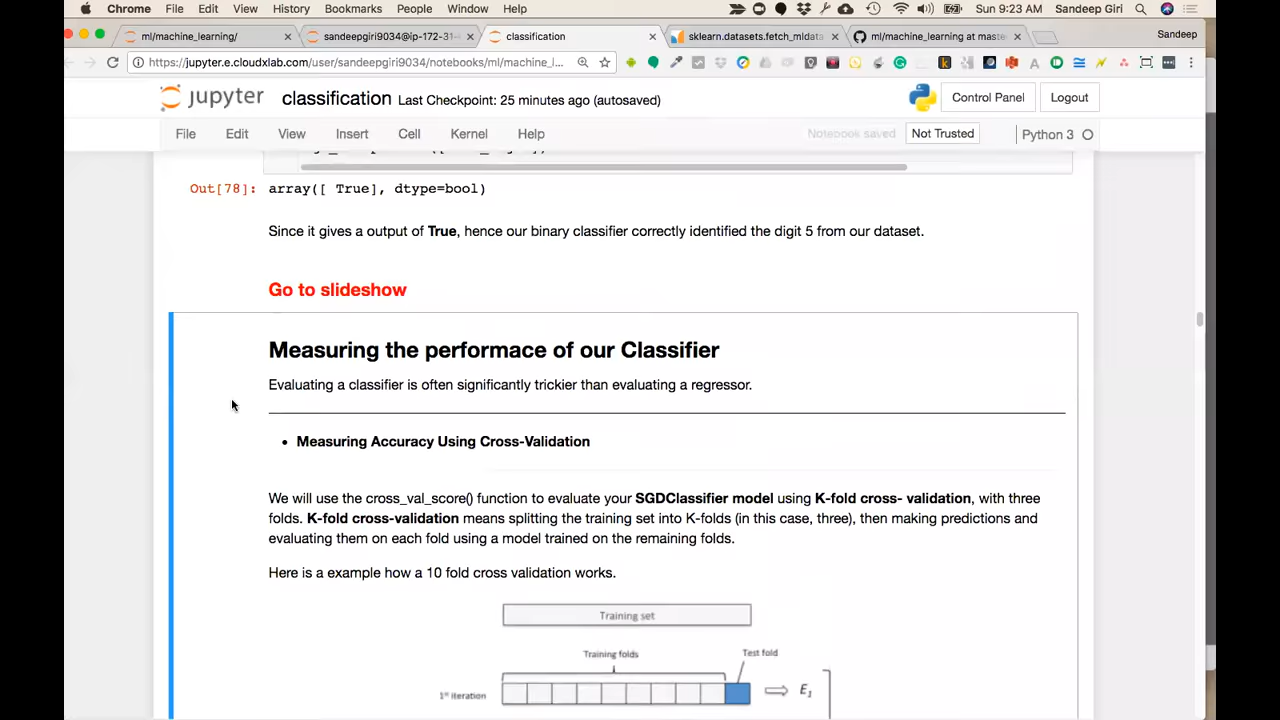 Chrome File Edit View History Bookmarks People Window Help Sun 9:23 AM Sandeep Giri
ml/machine_learning/ sandeepgiri9034@ip-172-31- classification sklearn.datasets.fetch_mldata ml/machine_learning at maste Sandeep
https://jupyter.e.cloudxlab.com/user/sandeepgiri9034/notebooks/ml/machine_l...
jupyter classification Last Checkpoint: 25 minutes ago (autosaved) Control Panel Logout
File Edit View Insert Cell Kernel Help Notebook saved Not Trusted Python 3
Out[78]: array([ True], dtype=bool)
Since it gives a output of True, hence our binary classifier correctly identified the digit 5 from our dataset.
Go to slideshow
Measuring the performace of our Classifier
Evaluating a classifier is often significantly trickier than evaluating a regressor.
• Measuring Accuracy Using Cross-Validation
We will use the cross_val_score() function to evaluate your SGDClassifier model using K-fold cross- validation, with three
folds. K-fold cross-validation means splitting the training set into K-folds (in this case, three), then making predictions and
evaluating them on each fold using a model trained on the remaining folds.
Here is a example how a 10 fold cross validation works.
Training set
Training folds Test fold
1st iteration E1